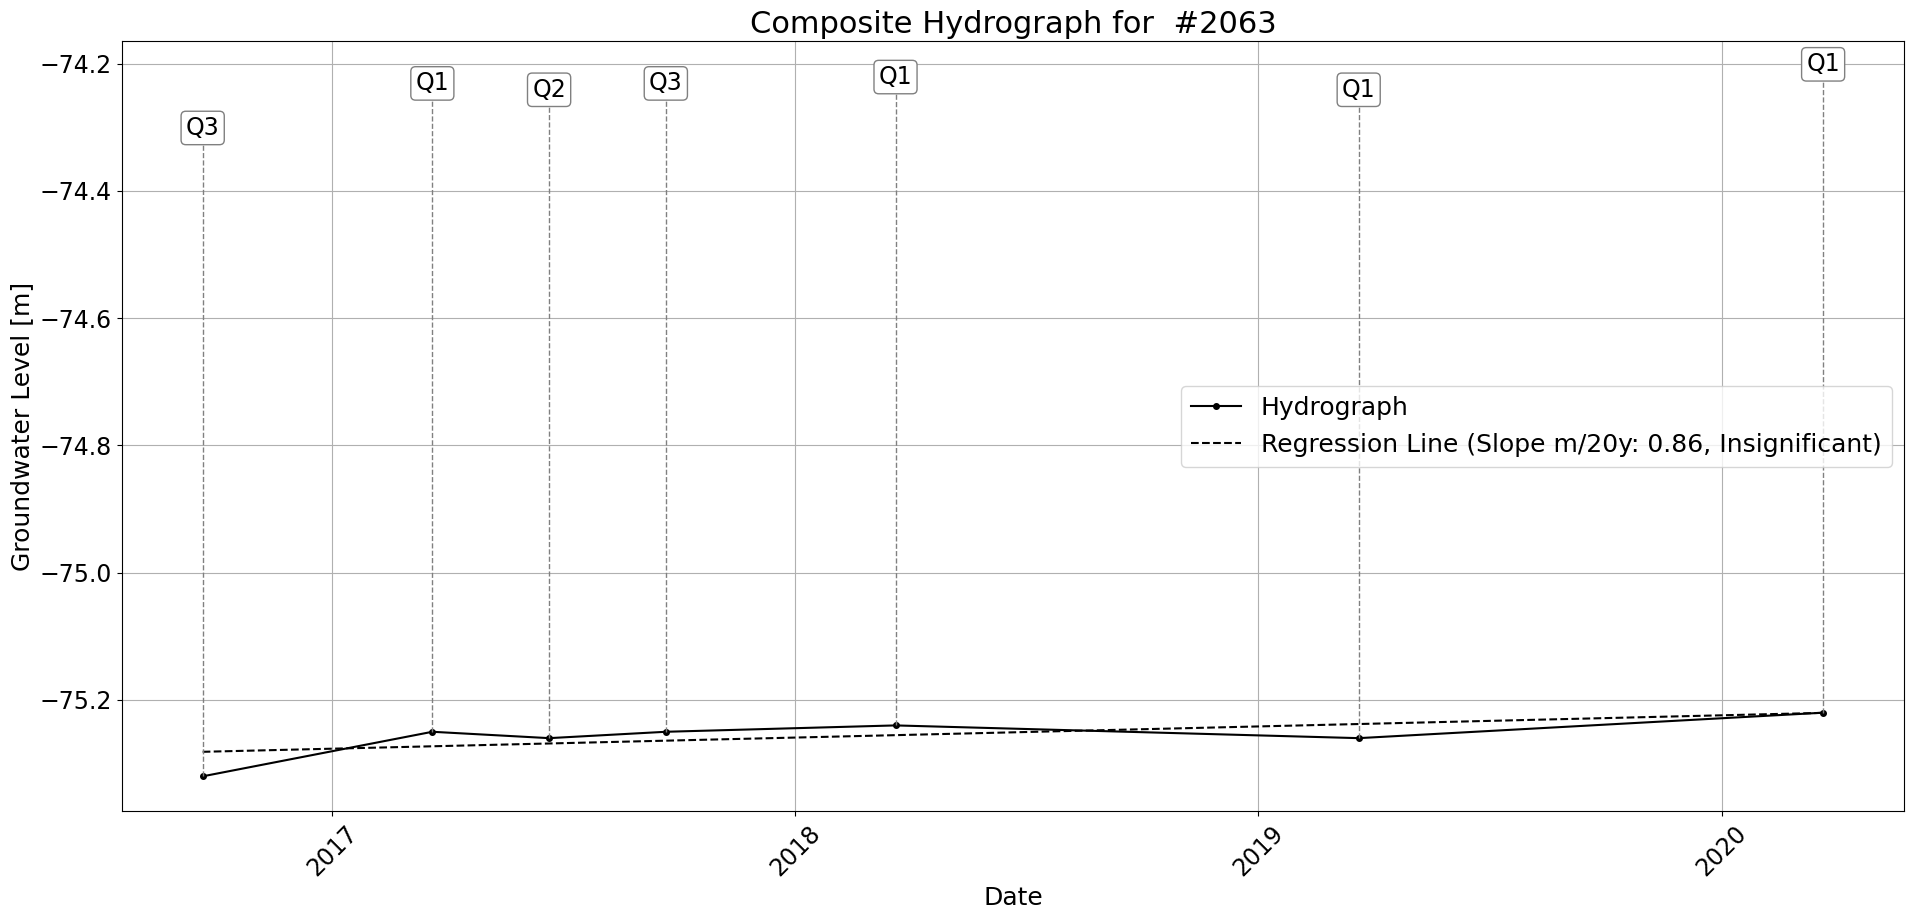 Composite Hydrograph for  #2063
Groundwater Level [m]
−74.2
−74.4
−74.6
−74.8
−75.0
−75.2
Q3
Q1
Q2
Q3
Q1
Q1
Q1
Hydrograph
Regression Line (Slope m/20y: 0.86, Insignificant)
2017
2018
2019
2020
Date